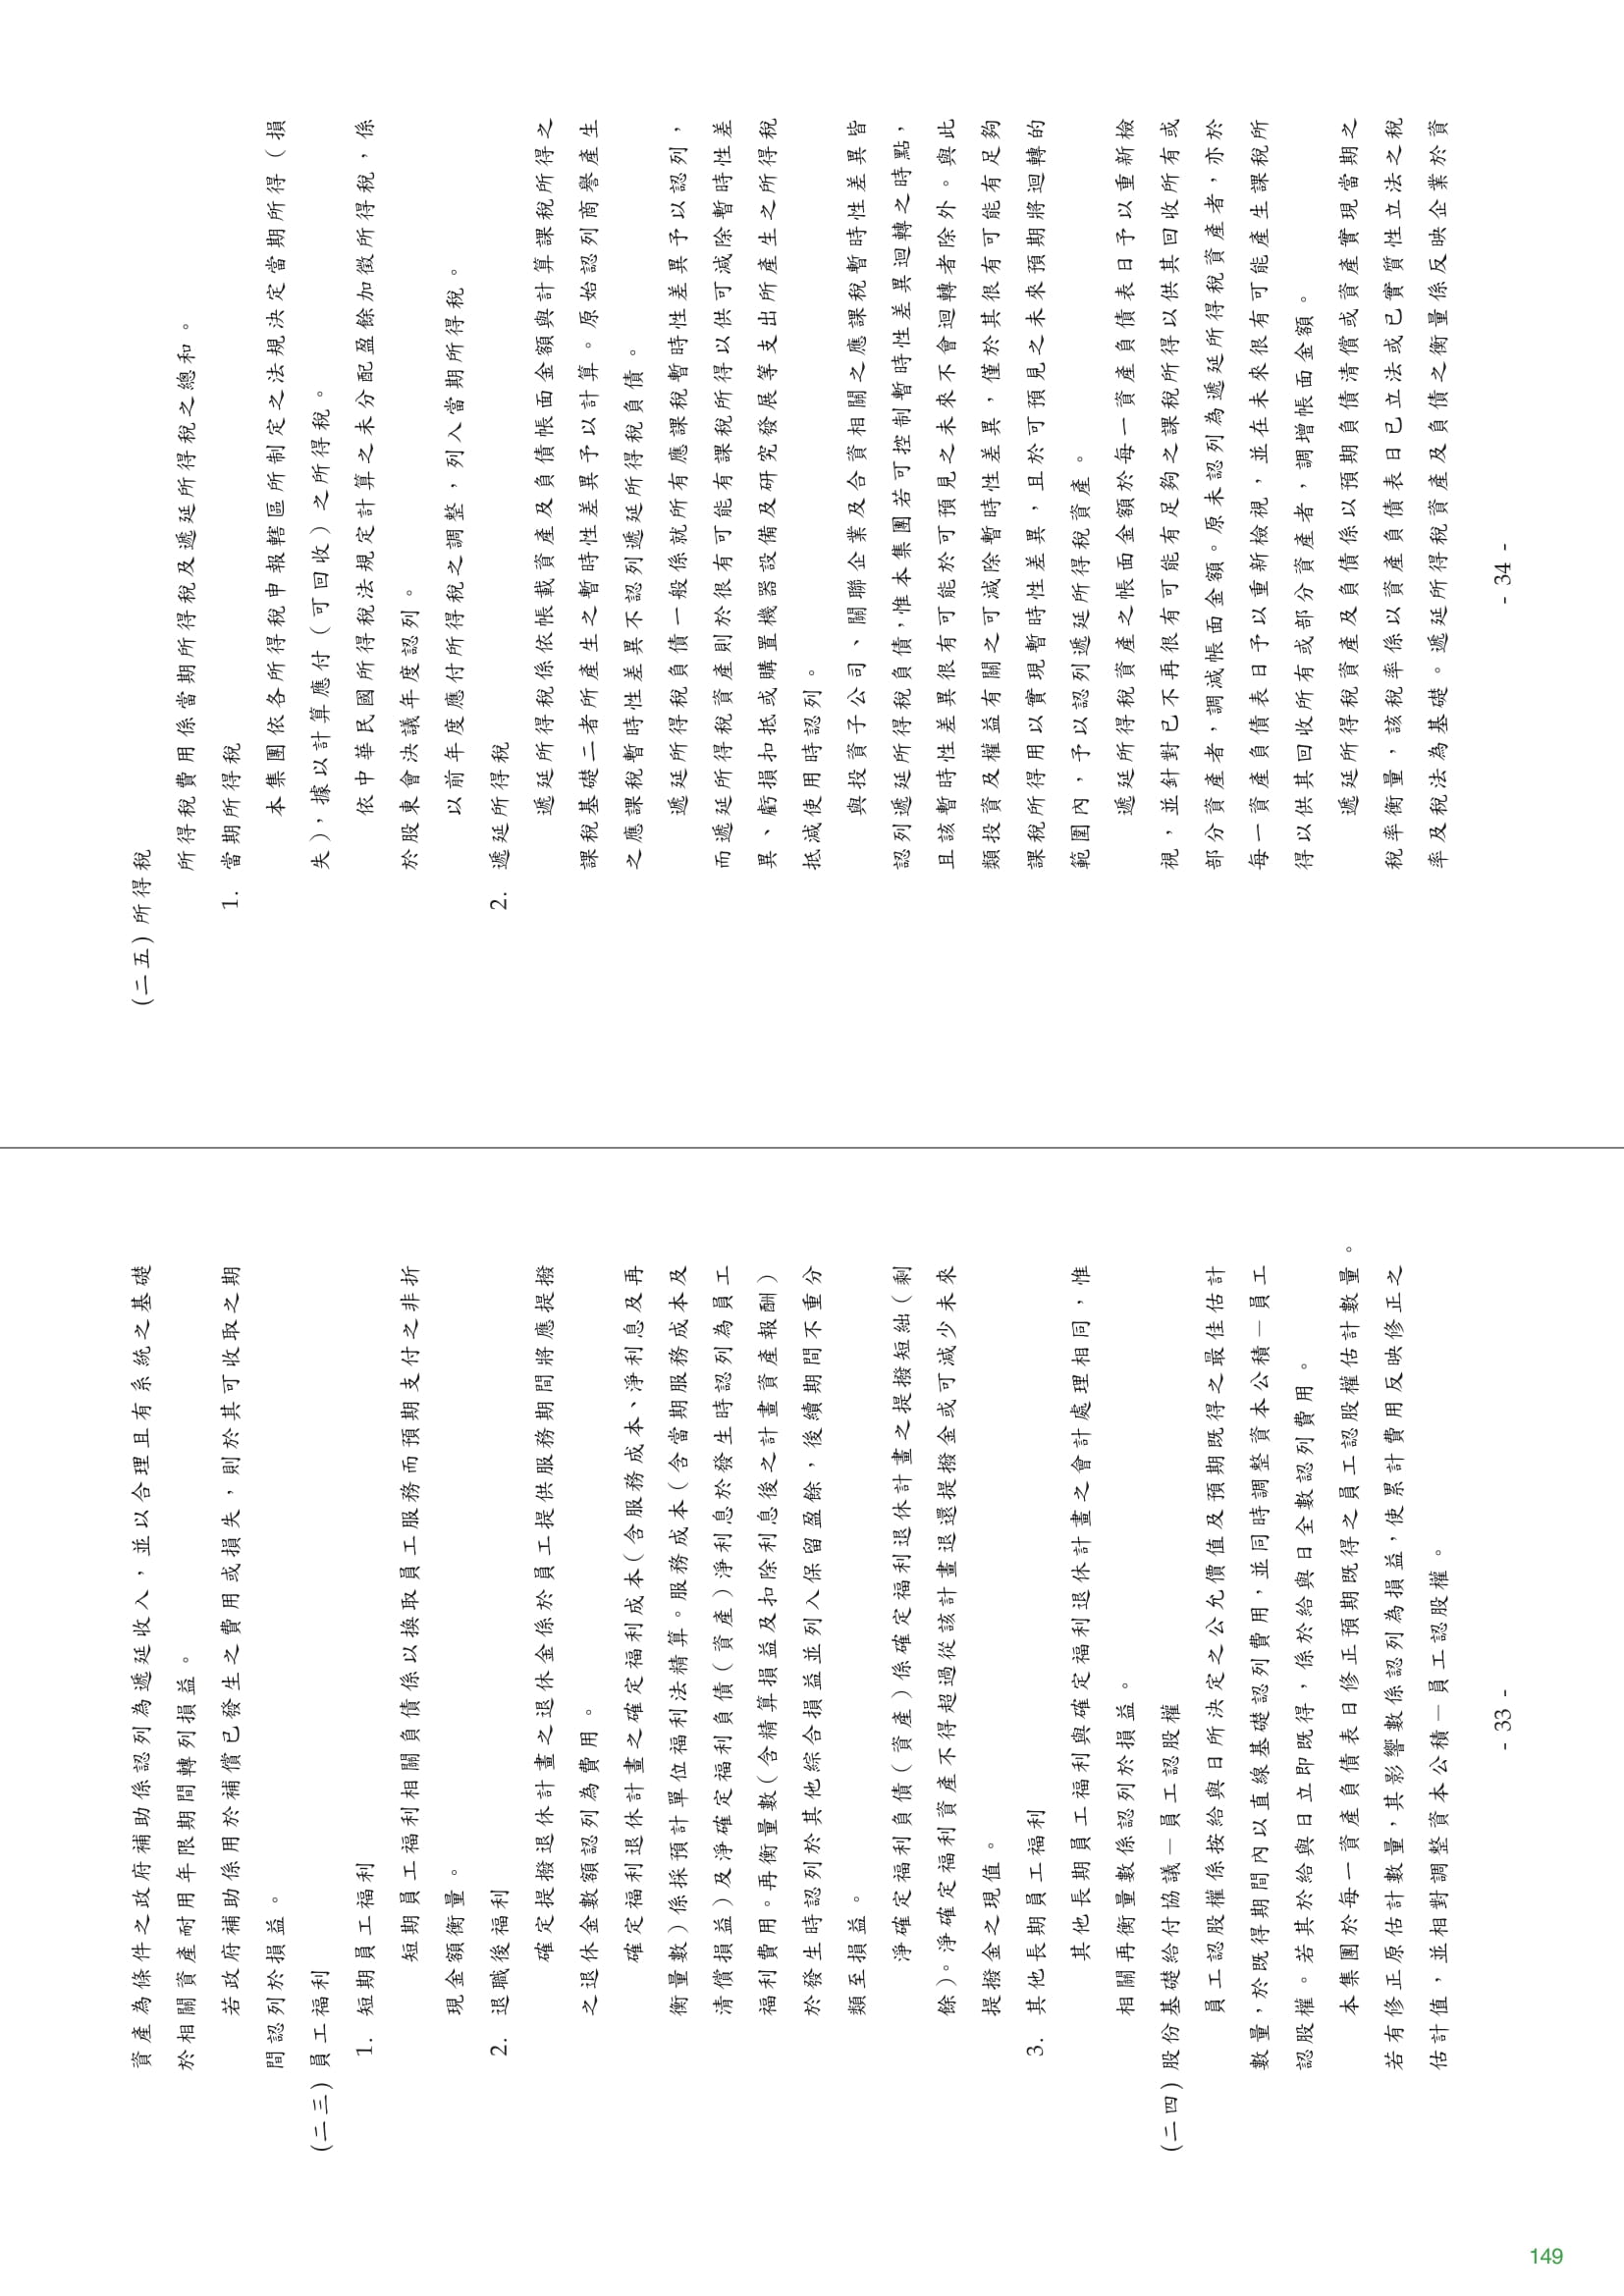 資產為條件之政府補助係認列為遞延收入，並以合理且有系統之基礎
於相關資產耐用年限期間轉列損益。
若政府補助係用於補償已發生之費用或損失，則於其可收取之期
間認列於損益。
(二三) 員工福利
1. 短期員工福利
短期員工福利相關負債係以換取員工服務而預期支付之非折
現金額衡量。
2. 退職後福利
確定提撥退休計畫之退休金係於員工提供服務期間將應提撥
之退休金數額認列為費用。
確定福利退休計畫之確定福利成本（含服務成本、淨利息及再
衡量數）係採預計單位福利法精算。服務成本（含當期服務成本及
清償損益）及淨確定福利負債（資產）淨利息於發生時認列為員工
福利費用。再衡量數（含精算損益及扣除利息後之計畫資產報酬）
於發生時認列於其他綜合損益並列入保留盈餘，後續期間不重分
類至損益。
淨確定福利負債（資產）係確定福利退休計畫之提撥短絀（剩
餘）。淨確定福利資產不得超過從該計畫退還提撥金或可減少未來
提撥金之現值。
3. 其他長期員工福利
其他長期員工福利與確定福利退休計畫之會計處理相同，惟
相關再衡量數係認列於損益。
(二四) 股份基礎給付協議－員工認股權
員工認股權係按給與日所決定之公允價值及預期既得之最佳估計
數量，於既得期間內以直線基礎認列費用，並同時調整資本公積－員工
認股權。若其於給與日立即既得，係於給與日全數認列費用。
本集團於每一資產負債表日修正預期既得之員工認股權估計數量。
若有修正原估計數量，其影響數係認列為損益，使累計費用反映修正之
估計值，並相對調整資本公積－員工認股權。
- 33 -
(二五) 所得稅
所得稅費用係當期所得稅及遞延所得稅之總和。
1. 當期所得稅
本集團依各所得稅申報轄區所制定之法規決定當期所得（損
失），據以計算應付（可回收）之所得稅。
依中華民國所得稅法規定計算之未分配盈餘加徵所得稅，係
於股東會決議年度認列。
以前年度應付所得稅之調整，列入當期所得稅。
2. 遞延所得稅
遞延所得稅係依帳載資產及負債帳面金額與計算課稅所得之
課稅基礎二者所產生之暫時性差異予以計算。原始認列商譽產生
之應課稅暫時性差異不認列遞延所得稅負債。
遞延所得稅負債一般係就所有應課稅暫時性差異予以認列，
而遞延所得稅資產則於很有可能有課稅所得以供可減除暫時性差
異、虧損扣抵或購置機器設備及研究發展等支出所產生之所得稅
抵減使用時認列。
與投資子公司、關聯企業及合資相關之應課稅暫時性差異皆
認列遞延所得稅負債，惟本集團若可控制暫時性差異迴轉之時點，
且該暫時性差異很有可能於可預見之未來不會迴轉者除外。與此
類投資及權益有關之可減除暫時性差異，僅於其很有可能有足夠
課稅所得用以實現暫時性差異，且於可預見之未來預期將迴轉的
範圍內，予以認列遞延所得稅資產。
遞延所得稅資產之帳面金額於每一資產負債表日予以重新檢
視，並針對已不再很有可能有足夠之課稅所得以供其回收所有或
部分資產者，調減帳面金額。原未認列為遞延所得稅資產者，亦於
每一資產負債表日予以重新檢視，並在未來很有可能產生課稅所
得以供其回收所有或部分資產者，調增帳面金額。
遞延所得稅資產及負債係以預期負債清償或資產實現當期之
稅率衡量，該稅率係以資產負債表日已立法或已實質性立法之稅
率及稅法為基礎。遞延所得稅資產及負債之衡量係反映企業於資
- 34 -
149